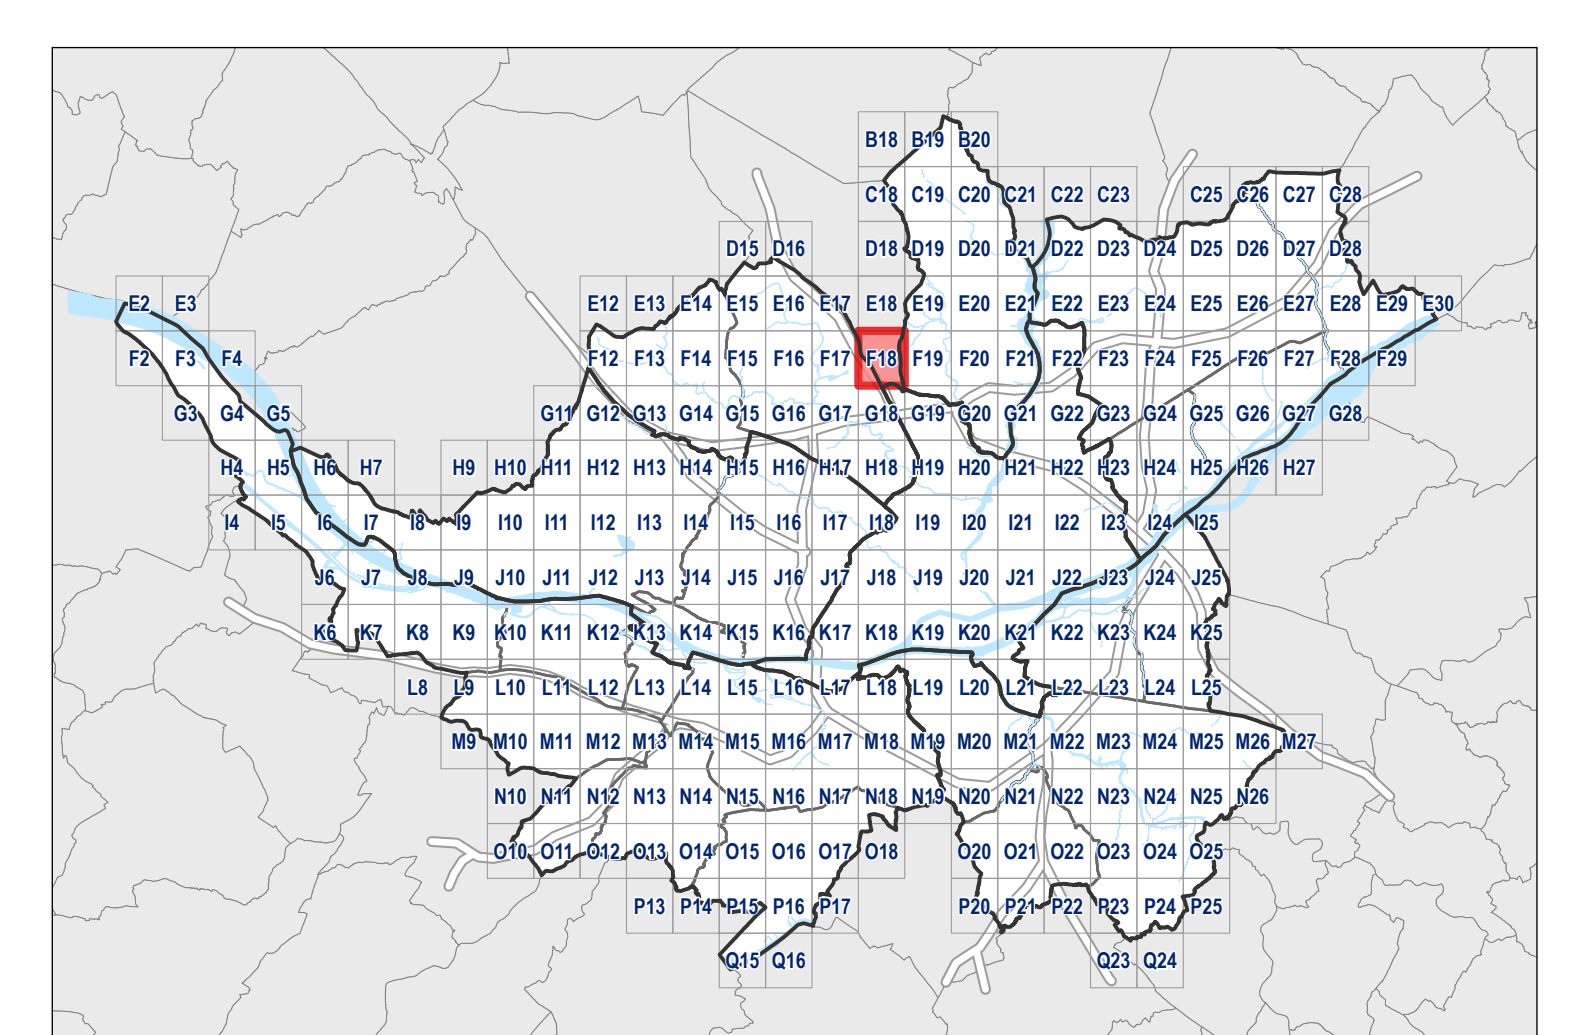 B18 B19 B20
C18 C19 C20 C21 C22 C23 C25 C26 C27 C28
D15 D16 D18 D19 D20 D21 D22 D23 D24 D25 D26 D27 D28
E2 E3 E12 E13 E14 E15 E16 E17 E18 E19 E20 E21 E22 E23 E24 E25 E26 E27 E28 E29 E30
F2 F3 F4 F12 F13 F14 F15 F16 F17 F18 F19 F20 F21 F22 F23 F24 F25 F26 F27 F28 F29
G3 G4 G5 G11 G12 G13 G14 G15 G16 G17 G18 G19 G20 G21 G22 G23 G24 G25 G26 G27 G28
H4 H5 H6 H7 H9 H10 H11 H12 H13 H14 H15 H16 H17 H18 H19 H20 H21 H22 H23 H24 H25 H26 H27
I4 I5 I6 I7 I8 I9 I10 I11 I12 I13 I14 I15 I16 I17 I18 I19 I20 I21 I22 I23 I24 I25
J6 J7 J8 J9 J10 J11 J12 J13 J14 J15 J16 J17 J18 J19 J20 J21 J22 J23 J24 J25
K6 K7 K8 K9 K10 K11 K12 K13 K14 K15 K16 K17 K18 K19 K20 K21 K22 K23 K24 K25
L8 L9 L10 L11 L12 L13 L14 L15 L16 L17 L18 L19 L20 L21 L22 L23 L24 L25
M9 M10 M11 M12 M13 M14 M15 M16 M17 M18 M19 M20 M21 M22 M23 M24 M25 M26 M27
N10 N11 N12 N13 N14 N15 N16 N17 N18 N19 N20 N21 N22 N23 N24 N25 N26
O10 O11 O12 O13 O14 O15 O16 O17 O18 O20 O21 O22 O23 O24 O25
P13 P14 P15 P16 P17 P20 P21 P22 P23 P24 P25
Q15 Q16 Q23 Q24